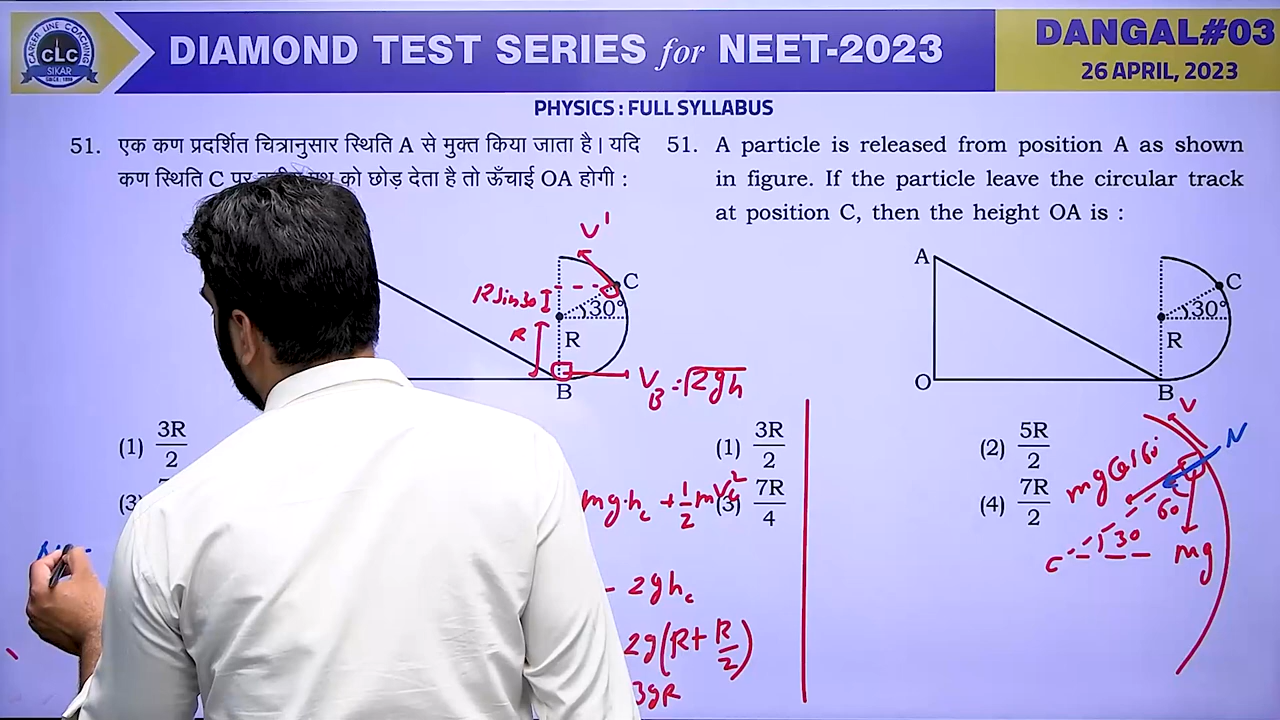 CAREER LINE COACHING
CLC
SIKAR
SINCE : 1996
DIAMOND TEST SERIES for NEET-2023
DANGAL#03
26 APRIL, 2023
PHYSICS : FULL SYLLABUS
51. एक कण प्रदर्शित चित्रानुसार स्थिति A से मुक्त किया जाता है। यदि
कण स्थिति C पर को छोड़ देता है तो ऊँचाई OA होगी :
V'
C
R sin30
30°
R
R
B
V_B = √2gh
(1) 3R/2
(3)
mg·h_c + 1/2 m
- 2gh_c
2g(R + R/2)
3gR
51. A particle is released from position A as shown
in figure. If the particle leave the circular track
at position C, then the height OA is :
A
C
30°
R
O
B
(1) 3R/2
(2) 5R/2
(3) 7R/4
(4) 7R/2
V
N
mg cos60
60
30
C
mg